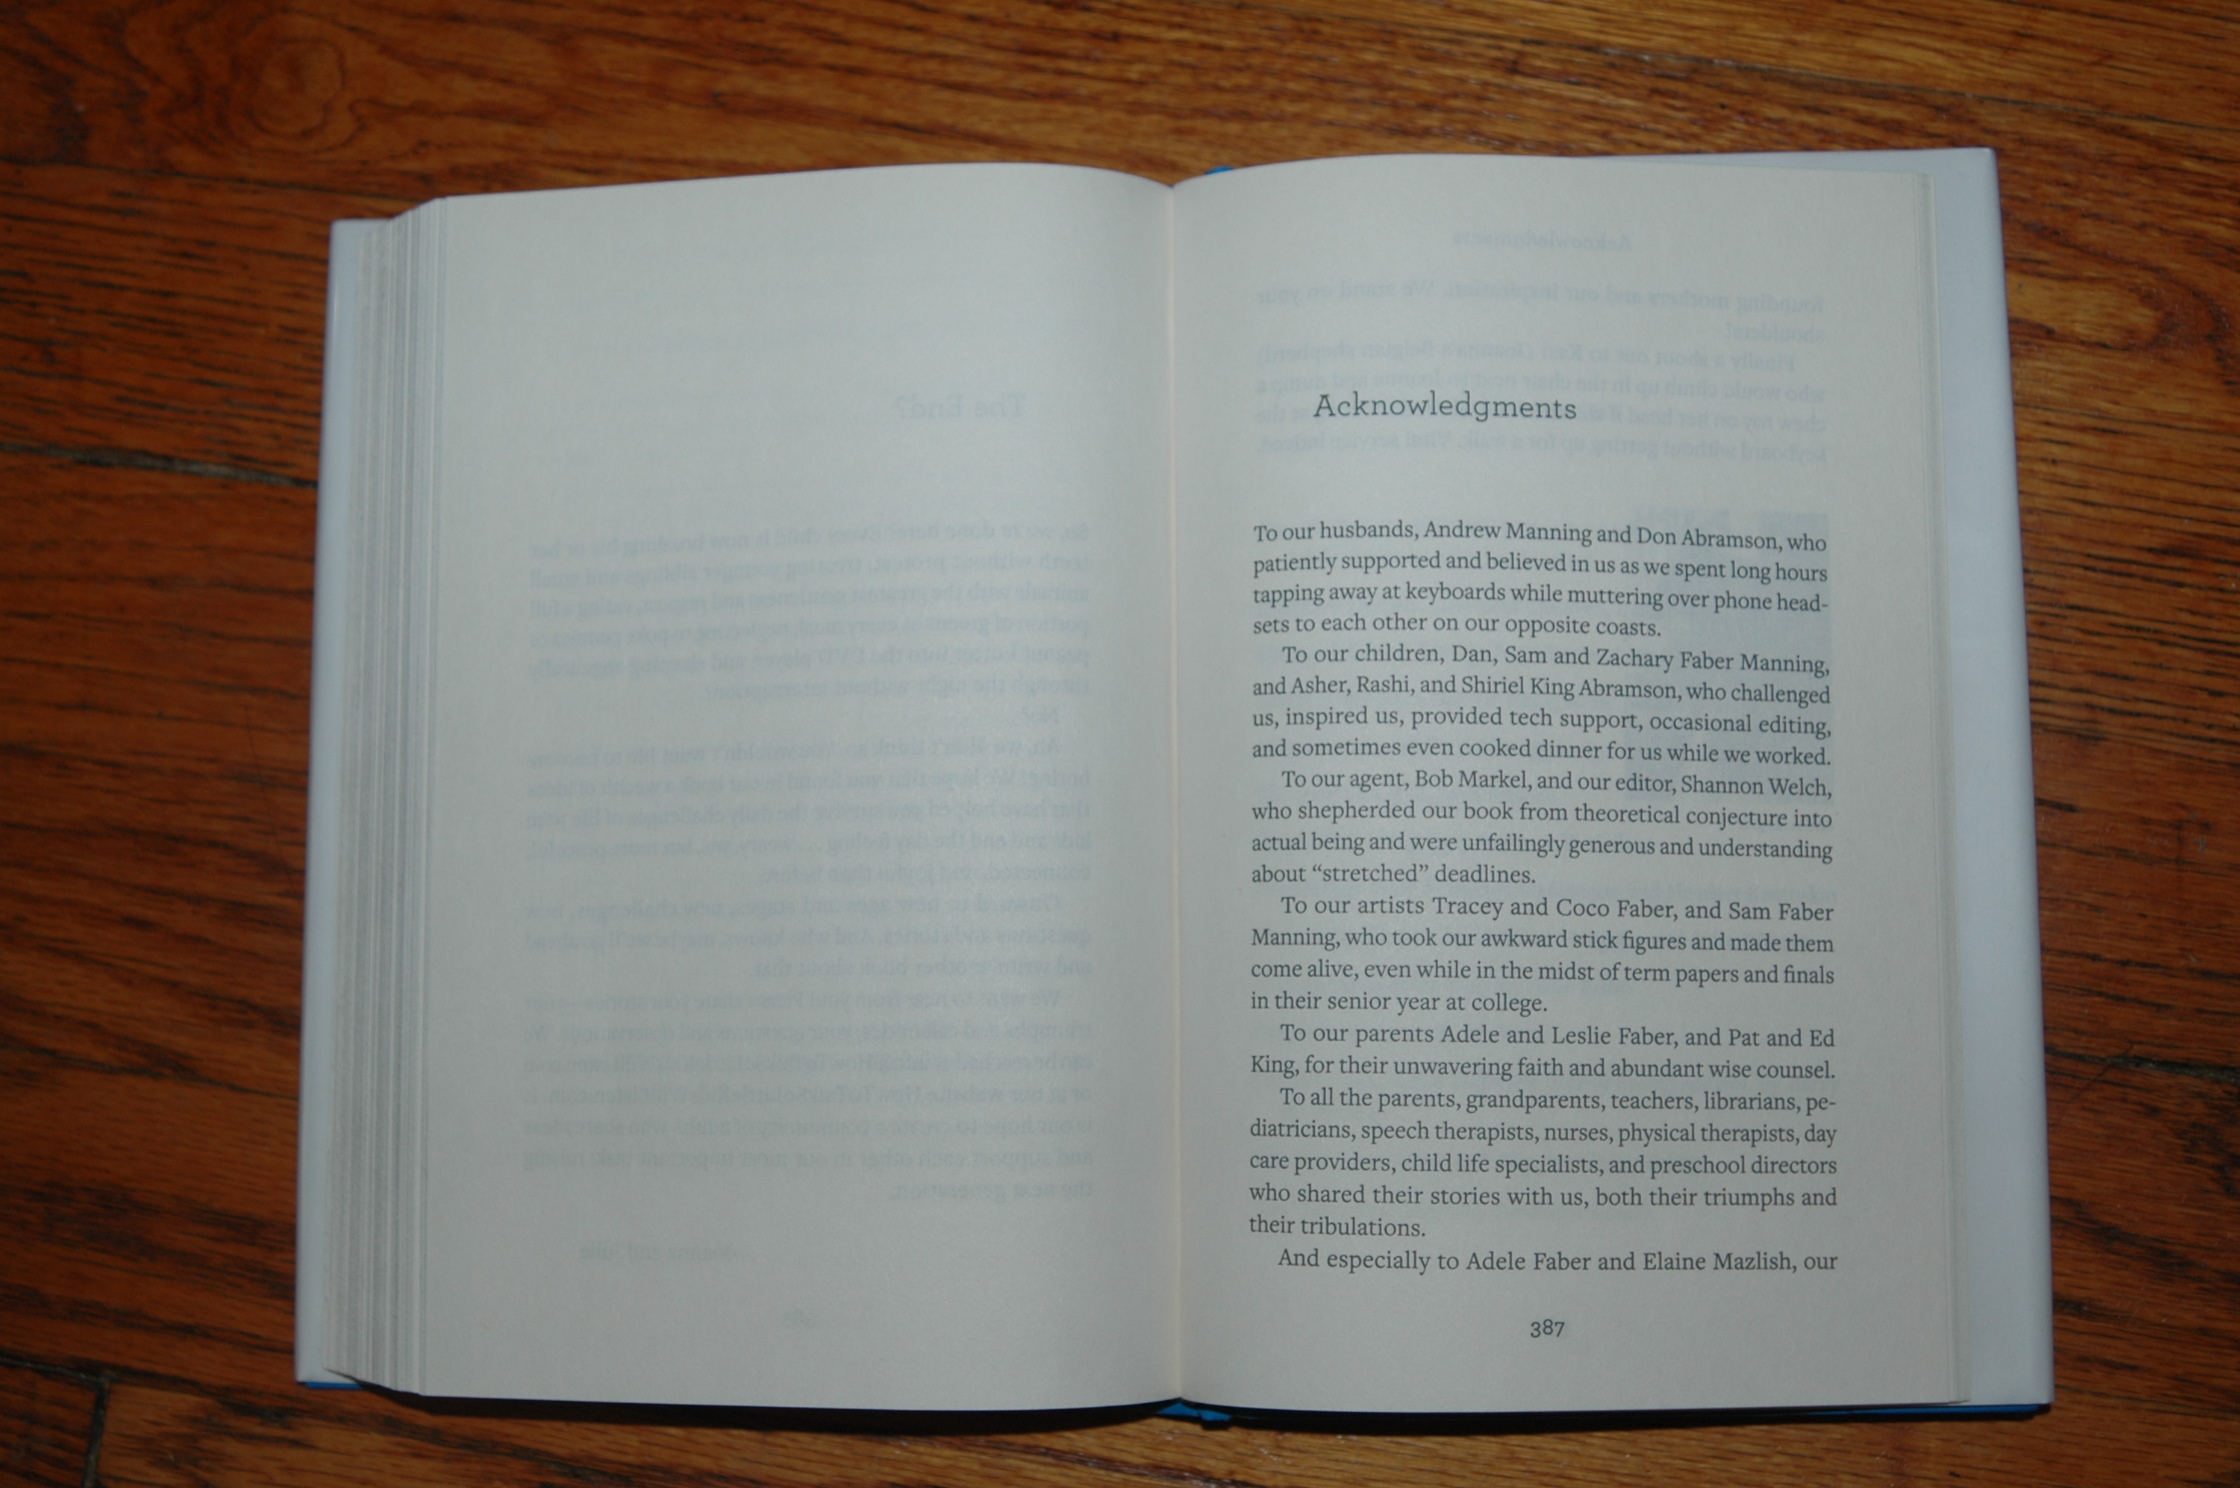 Acknowledgments
To our husbands, Andrew Manning and Don Abramson, who
patiently supported and believed in us as we spent long hours
tapping away at keyboards while muttering over phone head-
sets to each other on our opposite coasts.
To our children, Dan, Sam and Zachary Faber Manning,
and Asher, Rashi, and Shiriel King Abramson, who challenged
us, inspired us, provided tech support, occasional editing,
and sometimes even cooked dinner for us while we worked.
To our agent, Bob Markel, and our editor, Shannon Welch,
who shepherded our book from theoretical conjecture into
actual being and were unfailingly generous and understanding
about “stretched” deadlines.
To our artists Tracey and Coco Faber, and Sam Faber
Manning, who took our awkward stick figures and made them
come alive, even while in the midst of term papers and finals
in their senior year at college.
To our parents Adele and Leslie Faber, and Pat and Ed
King, for their unwavering faith and abundant wise counsel.
To all the parents, grandparents, teachers, librarians, pe-
diatricians, speech therapists, nurses, physical therapists, day
care providers, child life specialists, and preschool directors
who shared their stories with us, both their triumphs and
their tribulations.
And especially to Adele Faber and Elaine Mazlish, our
387